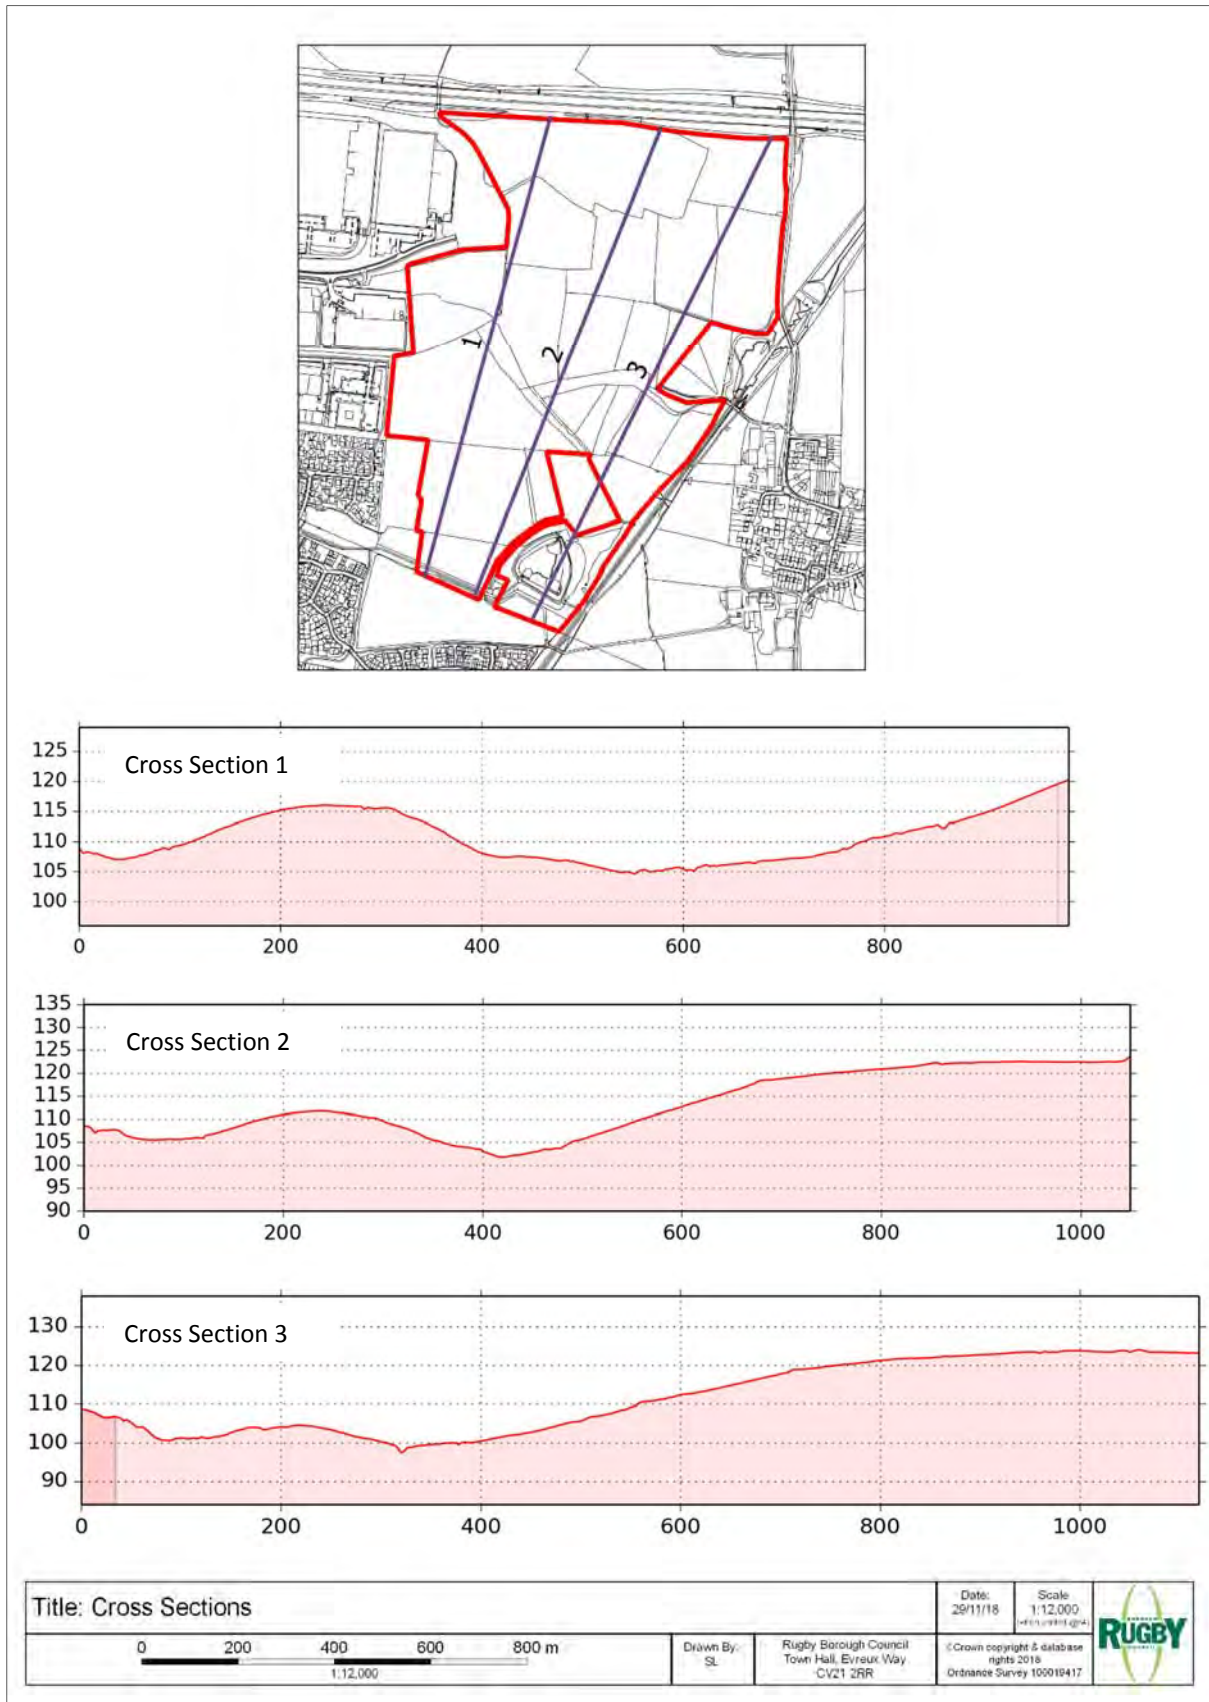 1
2
3
Cross Section 1
125
120
115
110
105
100
0 200 400 600 800
Cross Section 2
135
130
125
120
115
110
105
100
95
90
0 200 400 600 800 1000
Cross Section 3
130
120
110
100
90
0 200 400 600 800 1000
Title: Cross Sections
Date:
29/11/18
Scale
1:12,000
0 200 400 600 800 m
1:12,000
Drawn By:
SL
Rugby Borough Council
Town Hall, Evreux Way
CV21 2RR
©Crown copyright & database
rights 2018
Ordnance Survey 100019417
RUGBY